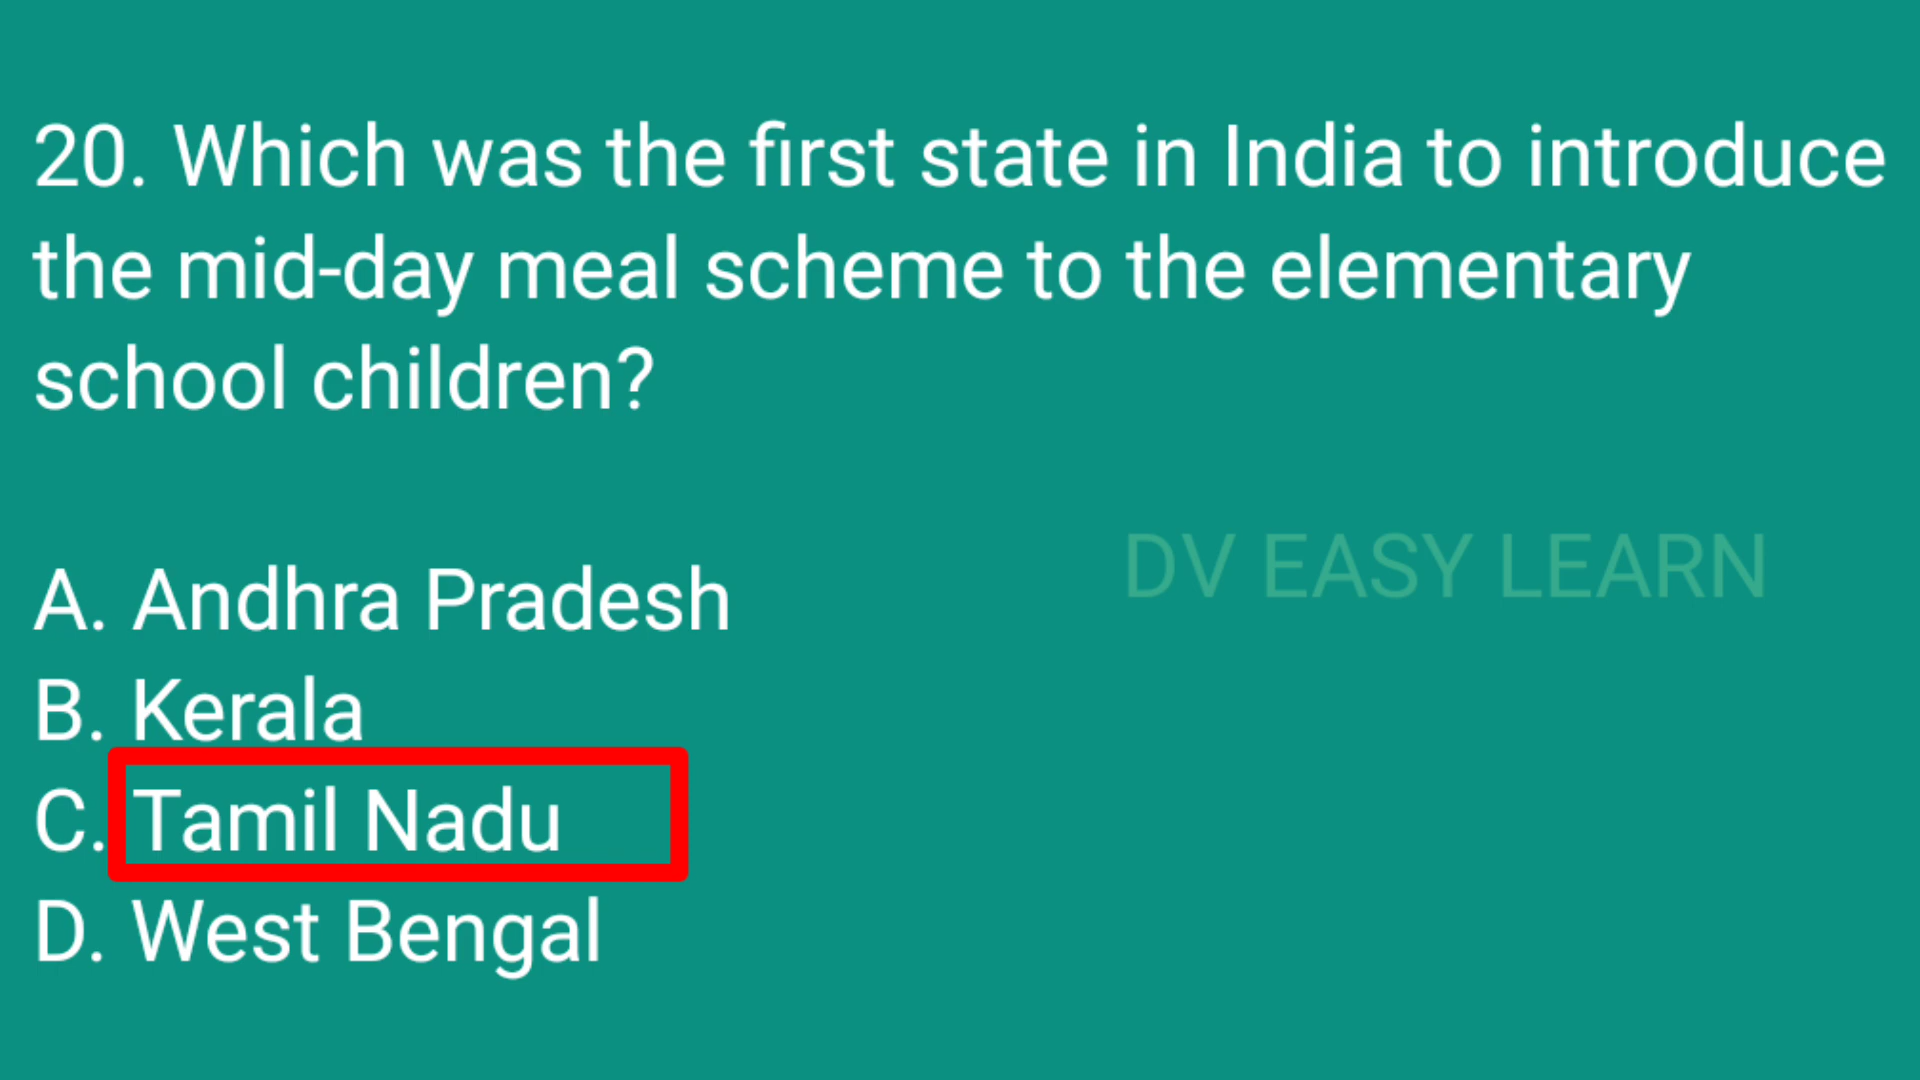 20. Which was the first state in India to introduce
the mid-day meal scheme to the elementary
school children?
DV EASY LEARN
A. Andhra Pradesh
B. Kerala
C. Tamil Nadu
D. West Bengal